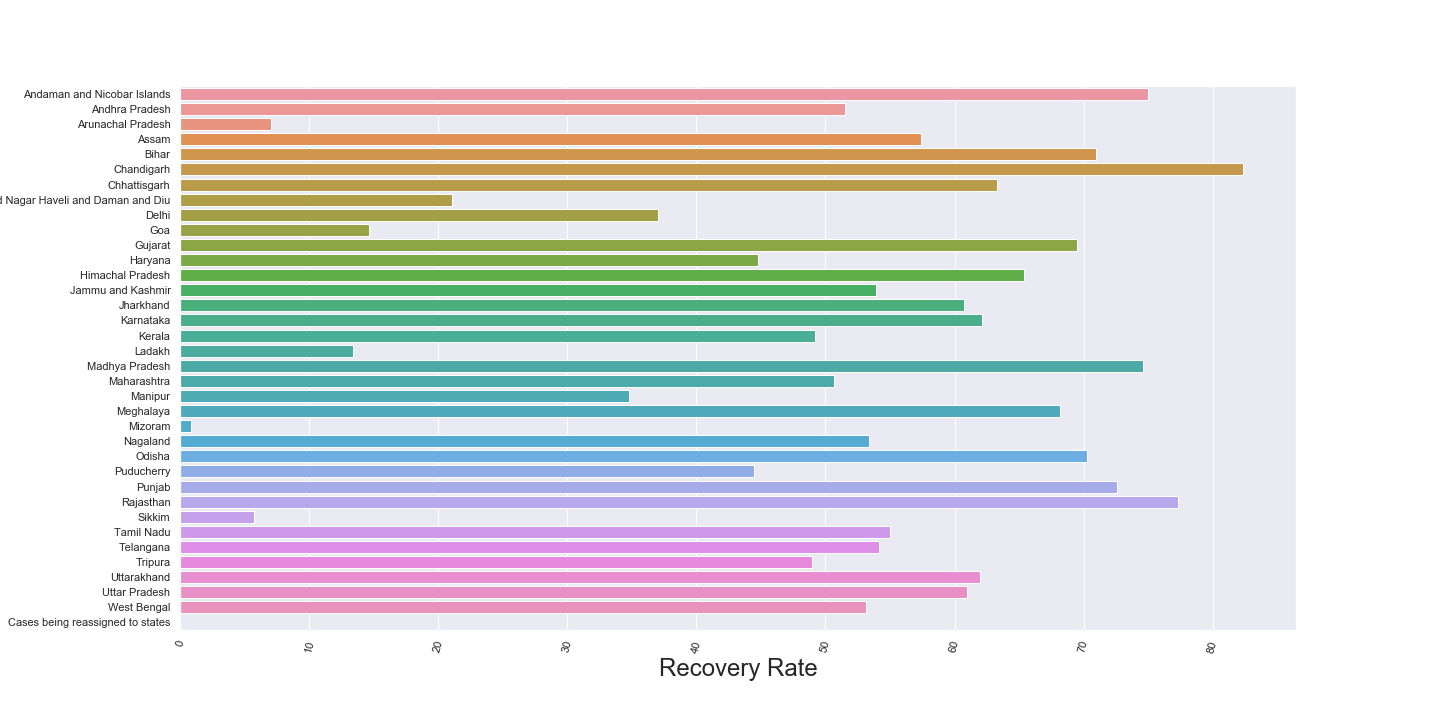 Andaman and Nicobar Islands
Andhra Pradesh
Arunachal Pradesh
Assam
Bihar
Chandigarh
Chhattisgarh
Nagar Haveli and Daman and Diu
Delhi
Goa
Gujarat
Haryana
Himachal Pradesh
Jammu and Kashmir
Jharkhand
Karnataka
Kerala
Ladakh
Madhya Pradesh
Maharashtra
Manipur
Meghalaya
Mizoram
Nagaland
Odisha
Puducherry
Punjab
Rajasthan
Sikkim
Tamil Nadu
Telangana
Tripura
Uttarakhand
Uttar Pradesh
West Bengal
Cases being reassigned to states
0 10 20 30 40 50 60 70 80
Recovery Rate